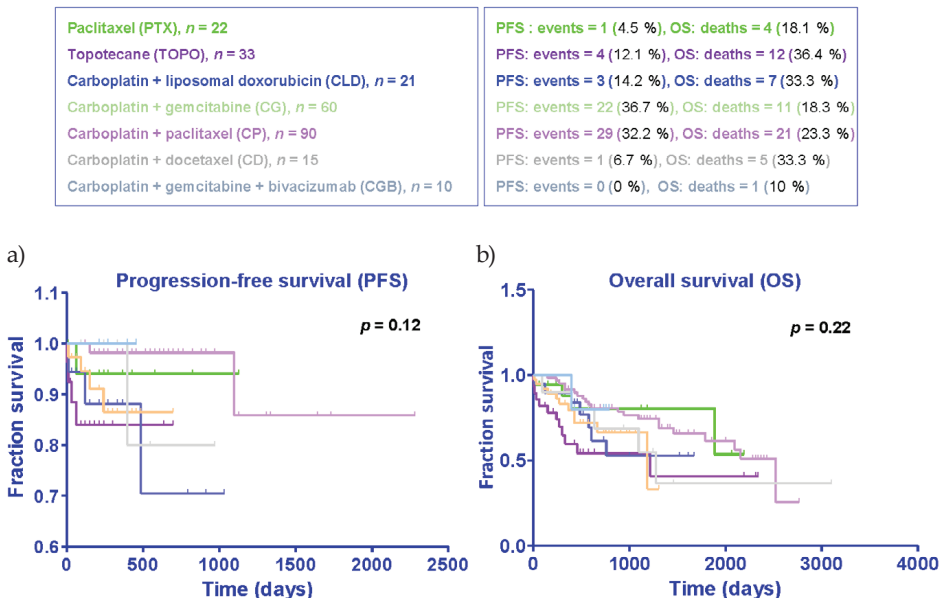 Paclitaxel (PTX), n = 22
Topotecane (TOPO), n = 33
Carboplatin + liposomal doxorubicin (CLD), n = 21
Carboplatin + gemcitabine (CG), n = 60
Carboplatin + paclitaxel (CP), n = 90
Carboplatin + docetaxel (CD), n = 15
Carboplatin + gemcitabine + bivacizumab (CGB), n = 10
PFS : events = 1 (4.5 %), OS: deaths = 4 (18.1 %)
PFS: events = 4 (12.1 %), OS: deaths = 12 (36.4 %)
PFS: events = 3 (14.2 %), OS: deaths = 7 (33.3 %)
PFS: events = 22 (36.7 %), OS: deaths = 11 (18.3 %)
PFS: events = 29 (32.2 %), OS: deaths = 21 (23.3 %)
PFS: events = 1 (6.7 %), OS: deaths = 5 (33.3 %)
PFS: events = 0 (0 %), OS: deaths = 1 (10 %)
a)
Progression-free survival (PFS)
p = 0.12
Fraction survival
1.1
1.0
0.9
0.8
0.7
0.6
0 500 1000 1500 2000 2500
Time (days)
b)
Overall survival (OS)
p = 0.22
Fraction survival
1.5
1.0
0.5
0.0
0 1000 2000 3000 4000
Time (days)